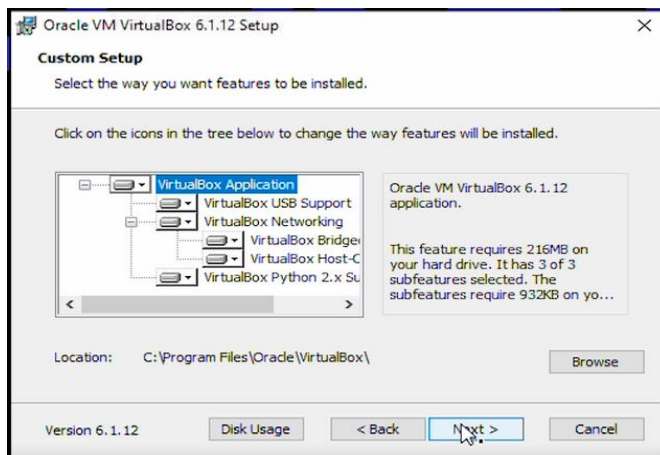 Oracle VM VirtualBox 6.1.12 Setup
Custom Setup
Select the way you want features to be installed.
Click on the icons in the tree below to change the way features will be installed.
VirtualBox Application
VirtualBox USB Support
VirtualBox Networking
VirtualBox Bridge
VirtualBox Host-C
VirtualBox Python 2.x Su
Oracle VM VirtualBox 6.1.12
application.
This feature requires 216MB on
your hard drive. It has 3 of 3
subfeatures selected. The
subfeatures require 932KB on yo...
Location: C:\Program Files\Oracle\VirtualBox\
Browse
Version 6.1.12
Disk Usage
< Back
Next >
Cancel